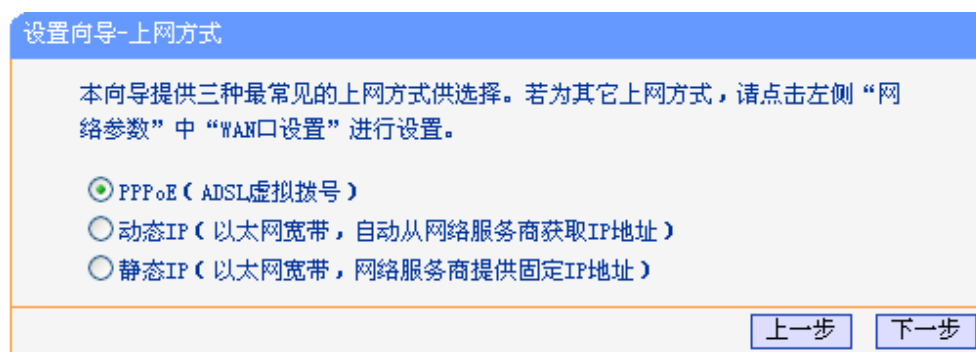 设置向导-上网方式
本向导提供三种最常见的上网方式供选择。若为其它上网方式，请点击左侧“网
络参数”中“WAN口设置”进行设置。
PPPoE（ADSL虚拟拨号）
动态IP（以太网宽带，自动从网络服务商获取IP地址）
静态IP（以太网宽带，网络服务商提供固定IP地址）
上一步 下一步